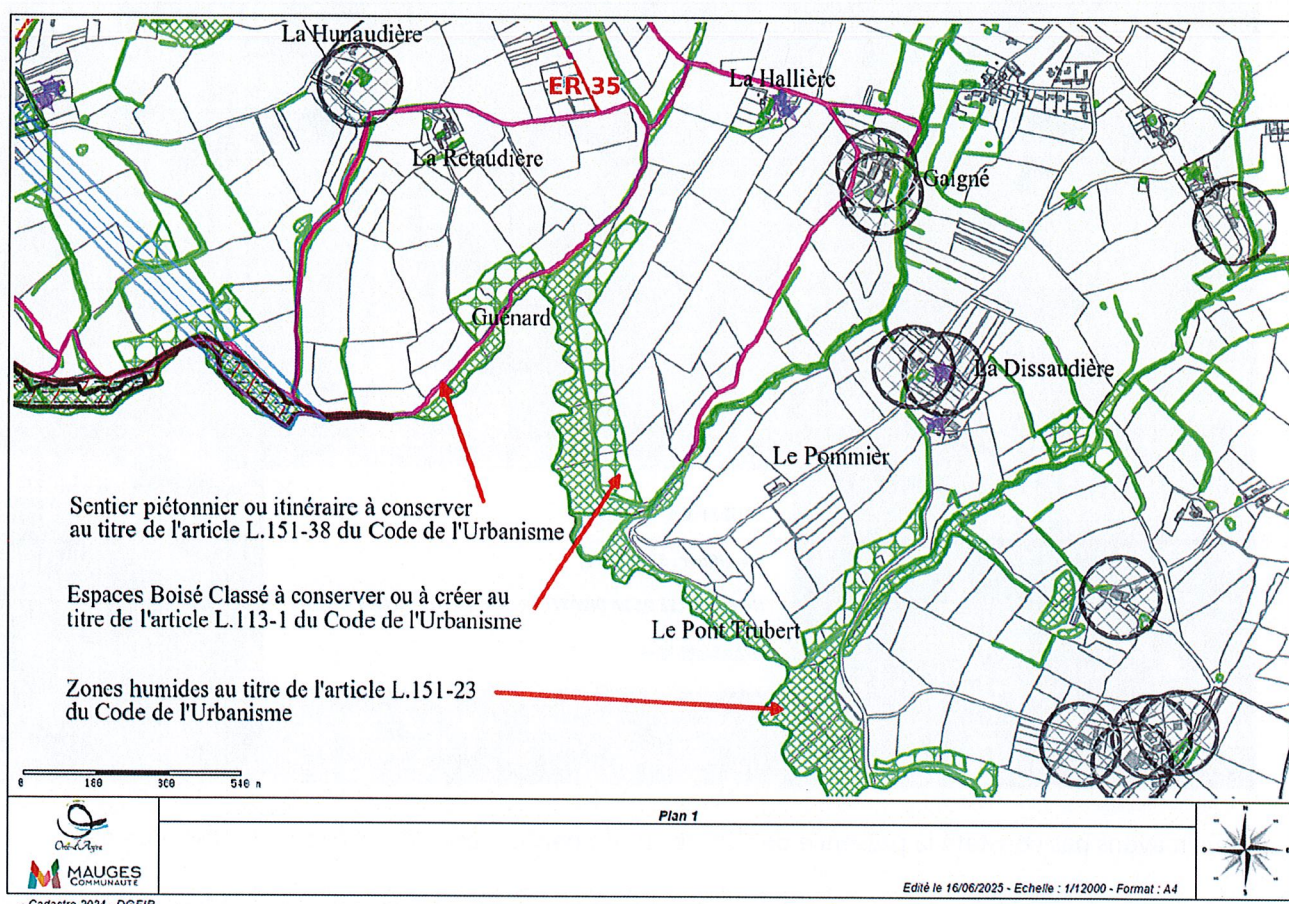 La Hunaudière
ER 35
La Hallière
La Retaudière
Gaigné
Guénard
La Dissaudière
Le Pommier
Sentier piétonnier ou itinéraire à conserver
au titre de l'article L.151-38 du Code de l'Urbanisme
Espaces Boisé Classé à conserver ou à créer au
titre de l'article L.113-1 du Code de l'Urbanisme
Le Pont Trubert
Zones humides au titre de l'article L.151-23
du Code de l'Urbanisme
0 180 360 540 m
Plan 1
Orée d'Anjou
MAUGES
COMMUNAUTÉ
Edité le 16/06/2025 - Echelle : 1/12000 - Format : A4
Cadastre 2024 - DGFIP